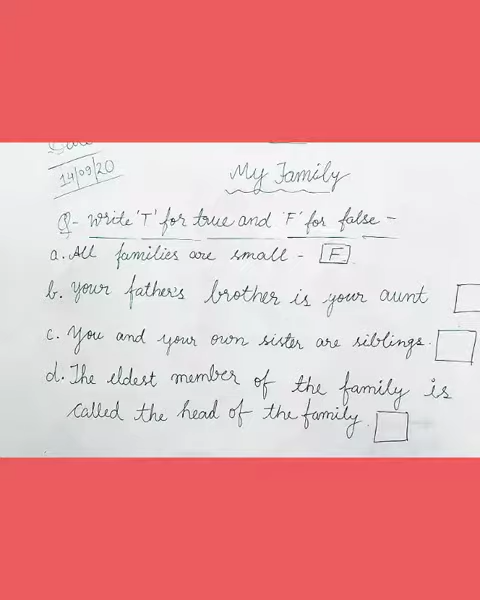 Date
14/09/20
My Family
Q- Write 'T' for true and 'F' for false -
a. All families are small - F
b. Your father's brother is your aunt
c. You and your own sister are siblings.
d. The eldest member of the family is
called the head of the family.